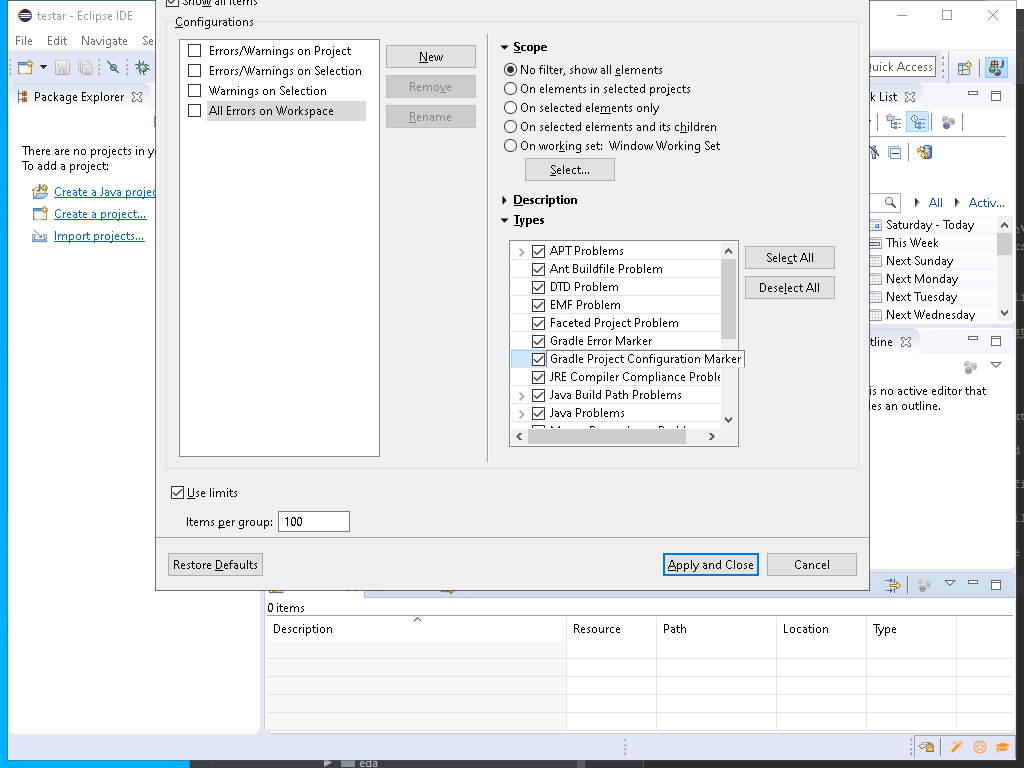 Show all items
testar - Eclipse IDE
Configurations
File Edit Navigate Se
Errors/Warnings on Project
Errors/Warnings on Selection
Warnings on Selection
All Errors on Workspace
New
Remove
Rename
Scope
No filter, show all elements
On elements in selected projects
On selected elements only
On selected elements and its children
On working set: Window Working Set
Select...
Description
Types
APT Problems
Ant Buildfile Problem
DTD Problem
EMF Problem
Faceted Project Problem
Gradle Error Marker
Gradle Project Configuration Marker
JRE Compiler Compliance Proble
Java Build Path Problems
Java Problems
Select All
Deselect All
Use limits
Items per group: 100
Restore Defaults
Apply and Close
Cancel
Package Explorer
There are no projects in y
To add a project:
Create a Java projec
Create a project...
Import projects...
Quick Access
k List
All
Activ...
Saturday - Today
This Week
Next Sunday
Next Monday
Next Tuesday
Next Wednesday
tline
is no active editor that
des an outline.
0 items
Description Resource Path Location Type
eda